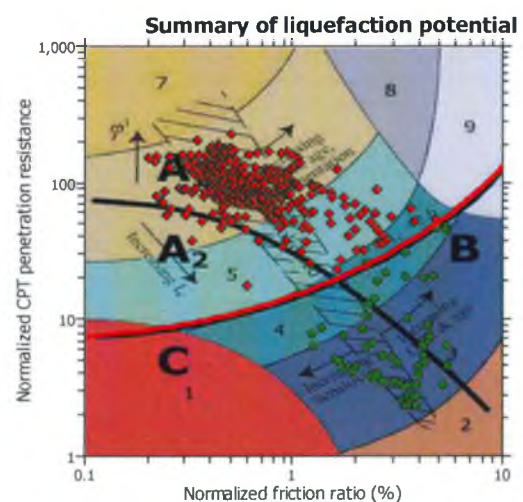 Summary of liquefaction potential
Normalized CPT penetration resistance
1,000
100
10
1
7
8
9
φ'
A
A2
B
5
4
C
1
2
0.1
1
10
Normalized friction ratio (%)